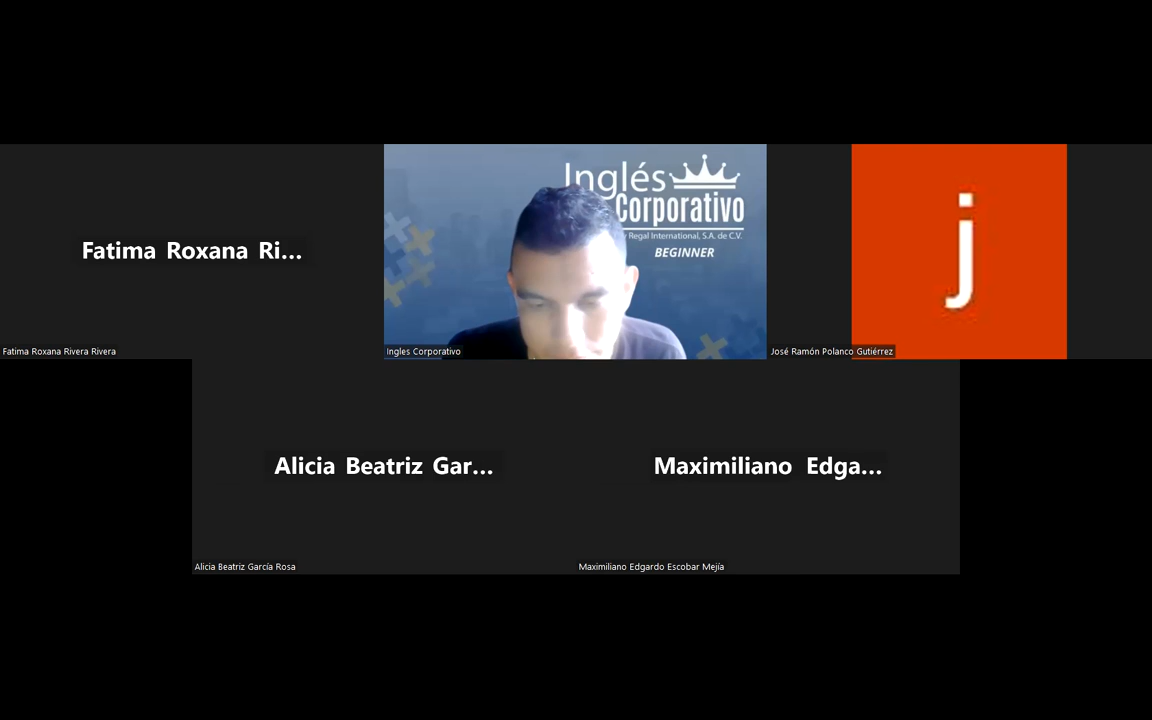 Fatima Roxana Ri...
Fatima Roxana Rivera Rivera
Inglés
Corporativo
y Regal International, S.A. de C.V.
BEGINNER
Ingles Corporativo
j
José Ramón Polanco Gutiérrez
Alicia Beatriz Gar...
Alicia Beatriz García Rosa
Maximiliano Edga...
Maximiliano Edgardo Escobar Mejía